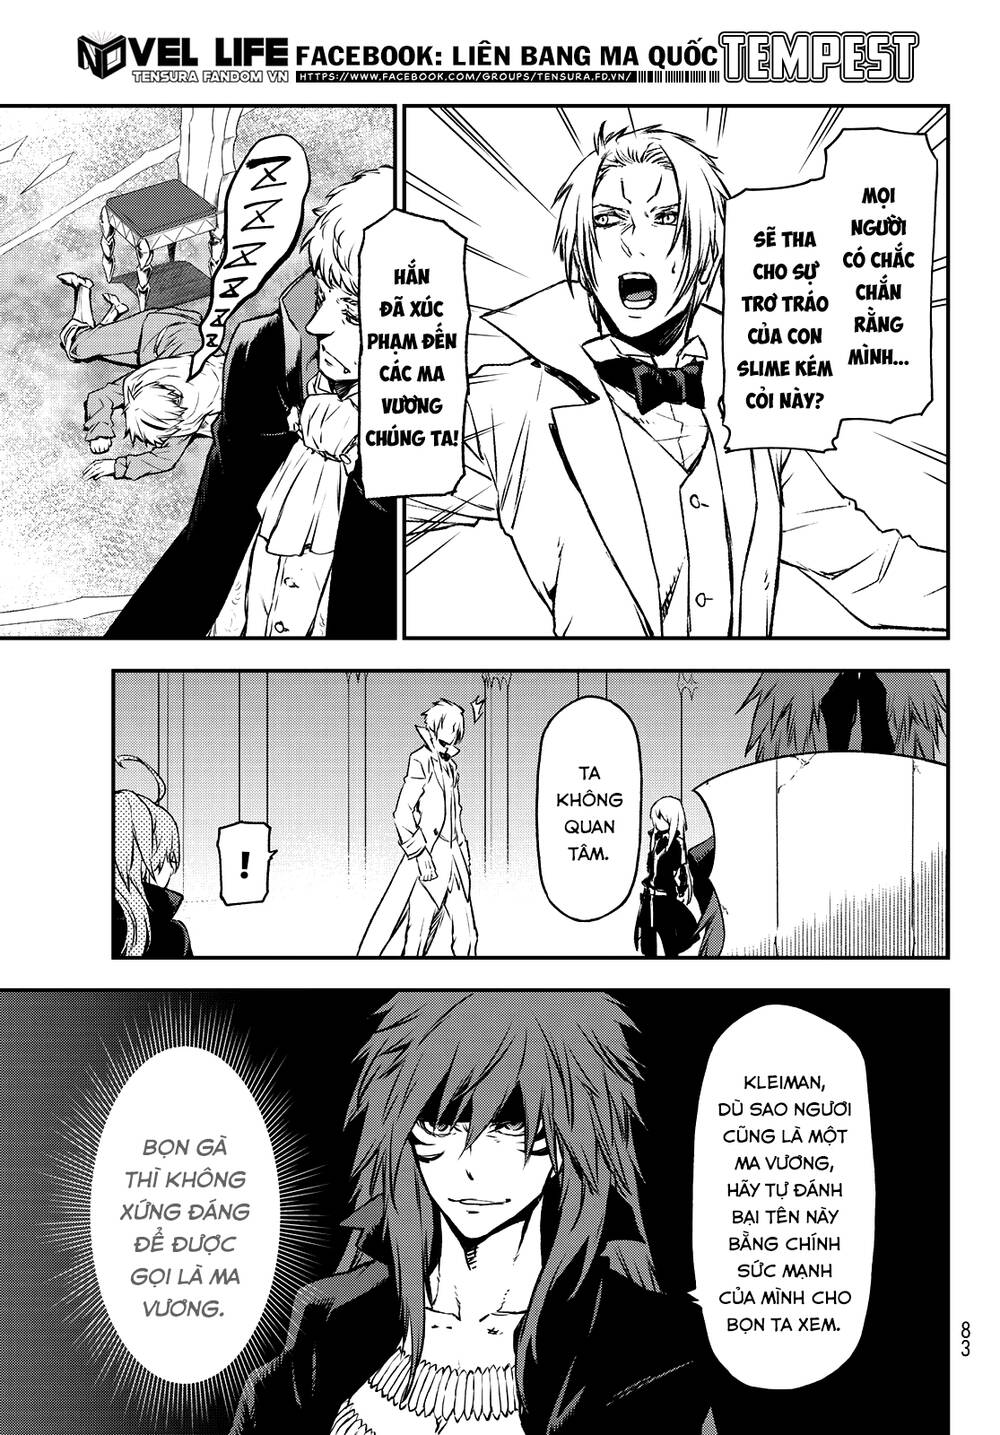 NOVEL LIFE
TENSURA FANDOM VN
FACEBOOK: LIÊN BANG MA QUỐC
HTTPS://WWW.FACEBOOK.COM/GROUPS/TENSURA.FD.VN/
TEMPEST
MỌI
NGƯỜI
CÓ CHẮC
CHẮN
RẰNG
MÌNH...
SẼ THA
CHO SỰ
TRƠ TRÁO
CỦA CON
SLIME KÉM
CỎI NÀY?
HẮN
ĐÃ XÚC
PHẠM ĐẾN
CÁC MA
VƯƠNG
CHÚNG TA!
Z
Z
Z
Z
Z
Z
Z
TA
KHÔNG
QUAN
TÂM.
!
KLEIMAN,
DÙ SAO NGƯƠI
CŨNG LÀ MỘT
MA VƯƠNG,
HÃY TỰ ĐÁNH
BẠI TÊN NÀY
BẰNG CHÍNH
SỨC MẠNH
CỦA MÌNH CHO
BỌN TA XEM.
BỌN GÀ
THÌ KHÔNG
XỨNG ĐÁNG
ĐỂ ĐƯỢC
GỌI LÀ MA
VƯƠNG.
83